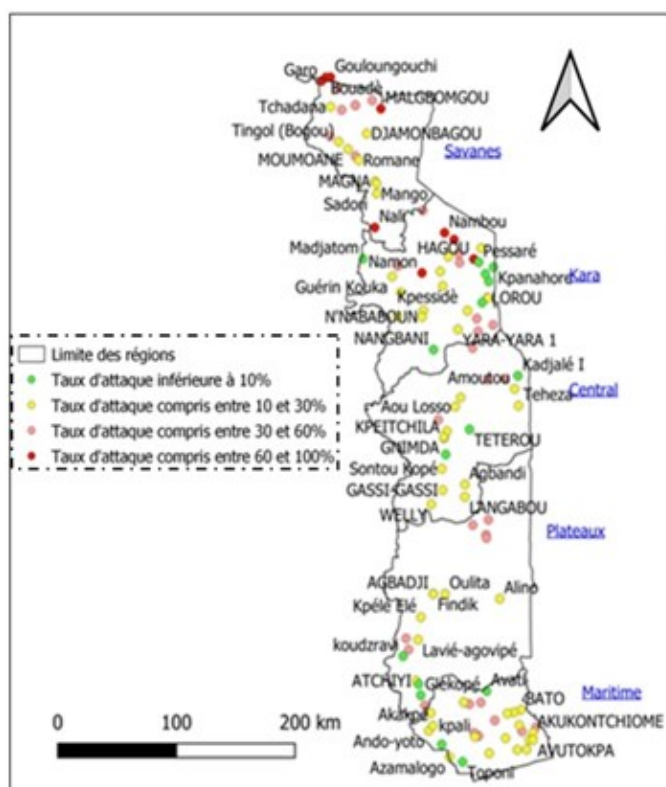 Garo
Gouloungouchi
Bouadé
MALGBOMGOU
Tchadana
Tingol (Bogou)
DJAMONBAGOU
MOUMOANE
Romane
Savanes
MAGNA
Mango
Sadori
Nali
Nambou
Madjatom
HAGOU
Pessaré
Namon
Kpanahore
Kara
Guérin Kouka
Kpessidè
LOROU
N'NABABOUN
NANGBANI
YARA-YARA 1
Limite des régions
Taux d'attaque inférieure à 10%
Taux d'attaque compris entre 10 et 30%
Taux d'attaque compris entre 30 et 60%
Taux d'attaque compris entre 60 et 100%
Kadjalé I
Amoutou
Teheza
Central
Aou Losso
KPEITCHILA
TETEROU
GNIMDA
Sontou Kopé
Agbandi
GASSI-GASSI
LANGABOU
WELLY
Plateaux
AGBADJI
Oulita
Alino
Kpélé Elé
Findik
koudzravi
Lavié-agovipé
ATCHIYI
Glékopé
Avati
Maritime
BATO
Akakpé
kpali
AKUKONTCHIOME
Ando-yoto
AVUTOKPA
Azamalogo
Toponi
0 100 200 km